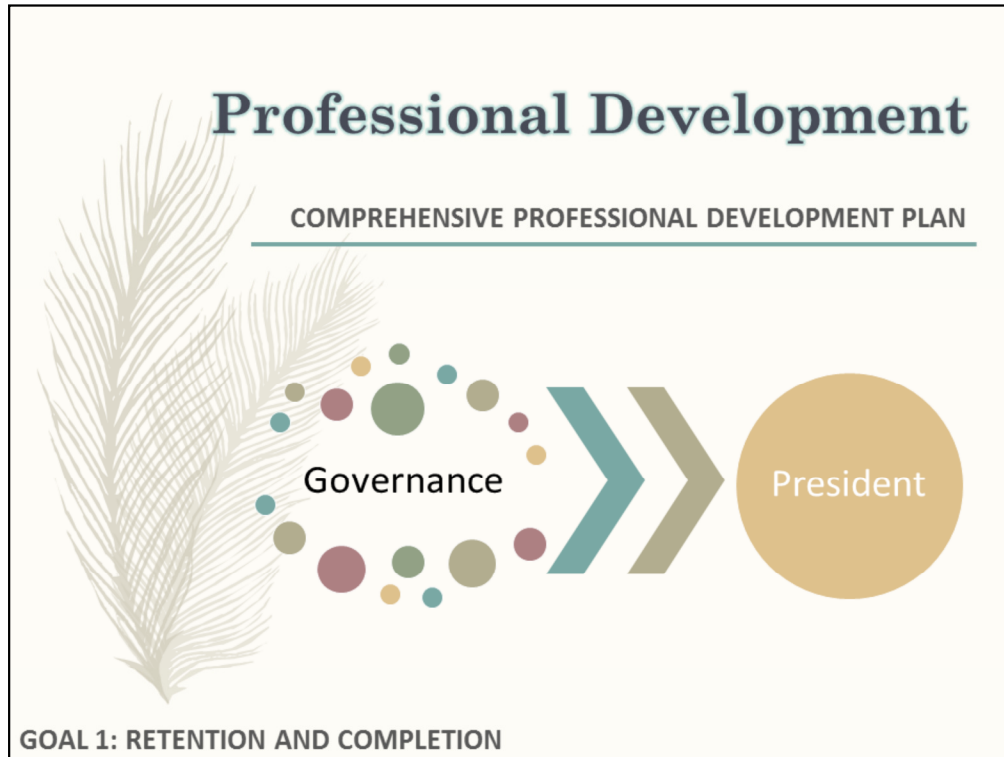 Professional Development
COMPREHENSIVE PROFESSIONAL DEVELOPMENT PLAN
Governance
President
GOAL 1: RETENTION AND COMPLETION